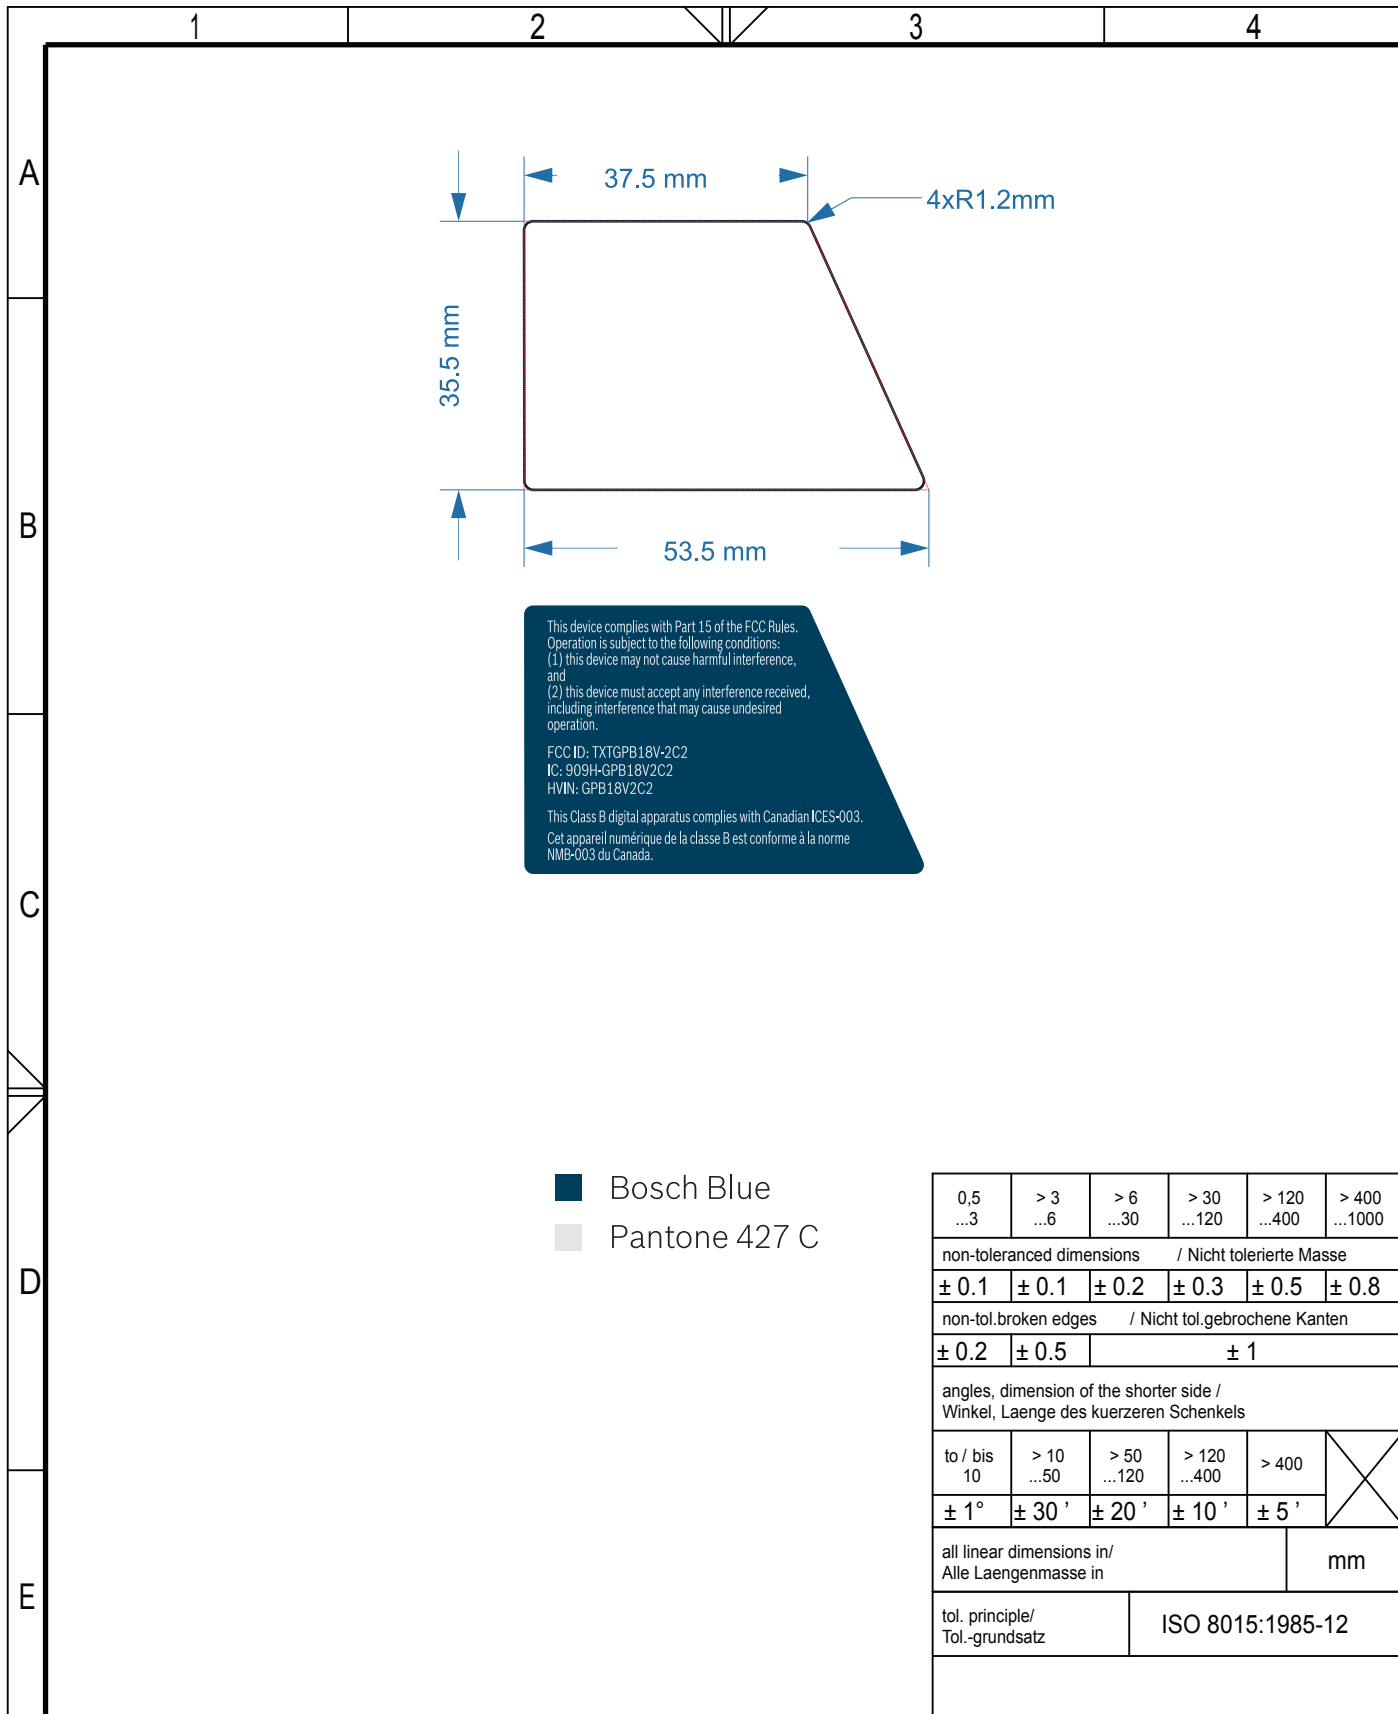 1 2 3 4
A
B
C
D
E
37.5 mm
4xR1.2mm
35.5 mm
53.5 mm
This device complies with Part 15 of the FCC Rules.
Operation is subject to the following conditions:
(1) this device may not cause harmful interference,
and
(2) this device must accept any interference received,
including interference that may cause undesired
operation.
FCC ID: TXTGPB18V-2C2
IC: 909H-GPB18V2C2
HVIN: GPB18V2C2
This Class B digital apparatus complies with Canadian ICES-003.
Cet appareil numérique de la classe B est conforme à la norme
NMB-003 du Canada.
Bosch Blue
Pantone 427 C
0,5 > 3 > 6 > 30 > 120 > 400
...3 ...6 ...30 ...120 ...400 ...1000
non-toleranced dimensions / Nicht tolerierte Masse
± 0.1 ± 0.1 ± 0.2 ± 0.3 ± 0.5 ± 0.8
non-tol.broken edges / Nicht tol.gebrochene Kanten
± 0.2 ± 0.5 ± 1
angles, dimension of the shorter side /
Winkel, Laenge des kuerzeren Schenkels
to / bis > 10 > 50 > 120 > 400
10 ...50 ...120 ...400
± 1° ± 30 ’ ± 20 ’ ± 10 ’ ± 5 ’
all linear dimensions in/
Alle Laengenmasse in
mm
tol. principle/
Tol.-grundsatz
ISO 8015:1985-12